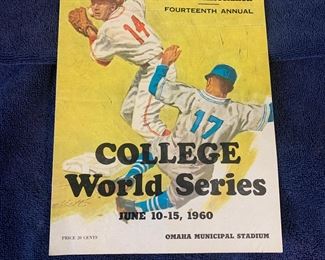 FOURTEENTH ANNUAL
14
17
COLLEGE
World Series
JUNE 10-15, 1960
PRICE 50 CENTS
OMAHA MUNICIPAL STADIUM